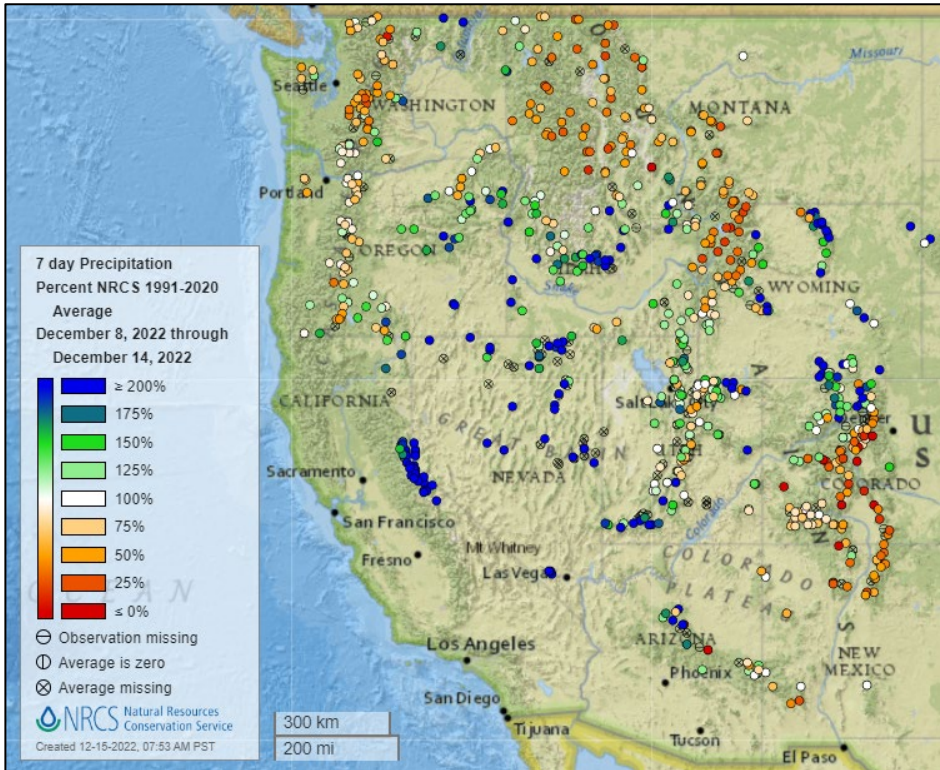 7 day Precipitation
Percent NRCS 1991-2020
Average
December 8, 2022 through
December 14, 2022
≥ 200%
175%
150%
125%
100%
75%
50%
25%
≤ 0%
Observation missing
Average is zero
Average missing
NRCS Natural Resources
Conservation Service
Created 12-15-2022, 07:53 AM PST
300 km
200 mi
Missouri
Seattle
WASHINGTON
MONTANA
Portland
OREGON
IDAHO
Snake
WYOMING
CALIFORNIA
Salt Lake City
Denver
US
GREAT
BASIN
UTAH
NEVADA
COLORADO
Sacramento
San Francisco
Colorado
Fresno
Mt Whitney
Las Vegas
COLORADO
PLATEAU
OCEAN
Los Angeles
ARIZONA
NEW
MEXICO
Phoenix
San Diego
Tijuana
Tucson
El Paso